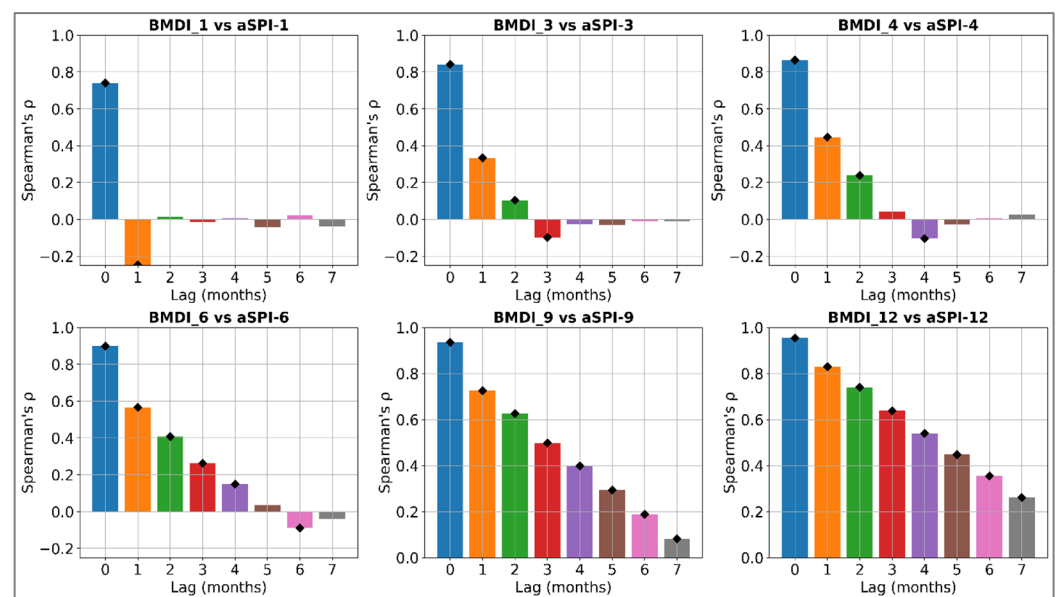 BMDI_1 vs aSPI-1
1.0
0.8
0.6
0.4
0.2
0.0
−0.2
Spearman's ρ
0 1 2 3 4 5 6 7
Lag (months)
BMDI_3 vs aSPI-3
1.0
0.8
0.6
0.4
0.2
0.0
−0.2
Spearman's ρ
0 1 2 3 4 5 6 7
Lag (months)
BMDI_4 vs aSPI-4
1.0
0.8
0.6
0.4
0.2
0.0
−0.2
Spearman's ρ
0 1 2 3 4 5 6 7
Lag (months)
BMDI_6 vs aSPI-6
1.0
0.8
0.6
0.4
0.2
0.0
−0.2
Spearman's ρ
0 1 2 3 4 5 6 7
Lag (months)
BMDI_9 vs aSPI-9
1.0
0.8
0.6
0.4
0.2
0.0
Spearman's ρ
0 1 2 3 4 5 6 7
Lag (months)
BMDI_12 vs aSPI-12
1.0
0.8
0.6
0.4
0.2
0.0
Spearman's ρ
0 1 2 3 4 5 6 7
Lag (months)